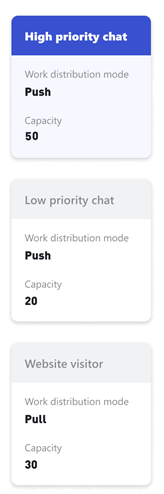 High priority chat
Work distribution mode
Push
Capacity
50
Low priority chat
Work distribution mode
Push
Capacity
20
Website visitor
Work distribution mode
Pull
Capacity
30